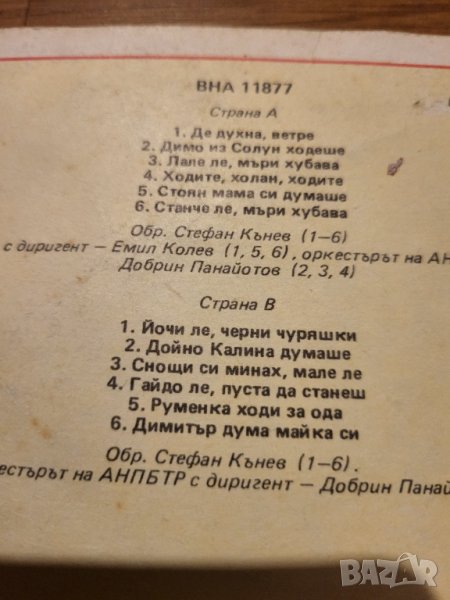 ВНА 11877
Страна А
1. Де духна, ветре
2. Димо из Солун ходеше
3. Лале ле, мъри хубава
4. Ходите, холан, ходите
5. Стоян мама си думаше
6. Станче ле, мъри хубава
Обр. Стефан Кънев (1—6)
с диригент — Емил Колев (1, 5, 6), оркестърът на АН
Добрин Панайотов (2, 3, 4)
Страна В
1. Йочи ле, черни чуряшки
2. Дойно Калина думаше
3. Снощи си минах, мале ле
4. Гайдо ле, пуста да станеш
5. Руменка ходи за ода
6. Димитър дума майка си
Обр. Стефан Кънев (1—6).
кестърът на АНПБТР с диригент — Добрин Панай
BAZAR